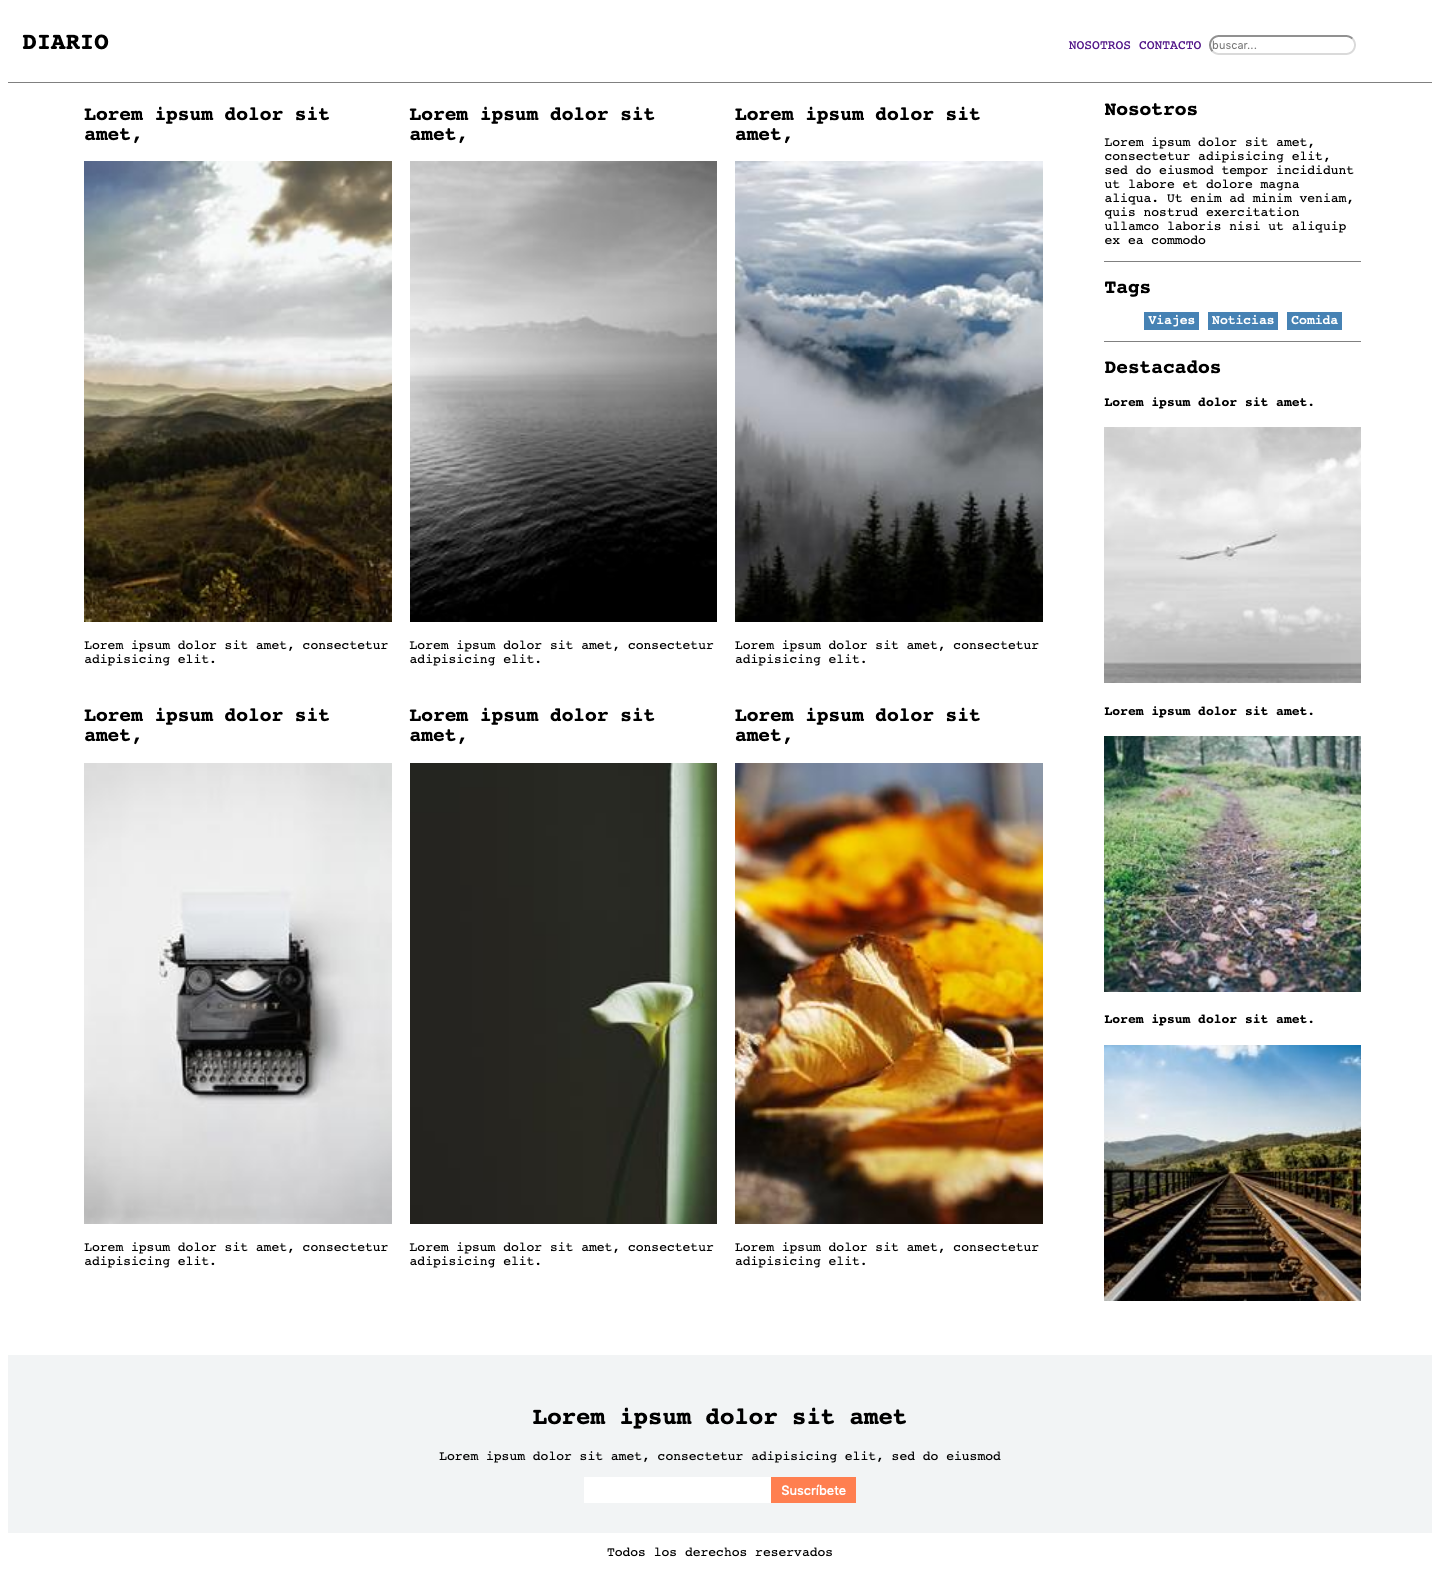 DIARIO
NOSOTROS CONTACTO buscar...
Lorem ipsum dolor sit
amet,
Lorem ipsum dolor sit amet, consectetur
adipisicing elit.
Lorem ipsum dolor sit
amet,
Lorem ipsum dolor sit amet, consectetur
adipisicing elit.
Lorem ipsum dolor sit
amet,
Lorem ipsum dolor sit amet, consectetur
adipisicing elit.
Lorem ipsum dolor sit
amet,
Lorem ipsum dolor sit amet, consectetur
adipisicing elit.
Lorem ipsum dolor sit
amet,
Lorem ipsum dolor sit amet, consectetur
adipisicing elit.
Lorem ipsum dolor sit
amet,
Lorem ipsum dolor sit amet, consectetur
adipisicing elit.
Nosotros
Lorem ipsum dolor sit amet,
consectetur adipisicing elit,
sed do eiusmod tempor incididunt
ut labore et dolore magna
aliqua. Ut enim ad minim veniam,
quis nostrud exercitation
ullamco laboris nisi ut aliquip
ex ea commodo
Tags
Viajes Noticias Comida
Destacados
Lorem ipsum dolor sit amet.
Lorem ipsum dolor sit amet.
Lorem ipsum dolor sit amet.
Lorem ipsum dolor sit amet
Lorem ipsum dolor sit amet, consectetur adipisicing elit, sed do eiusmod
Suscríbete
Todos los derechos reservados